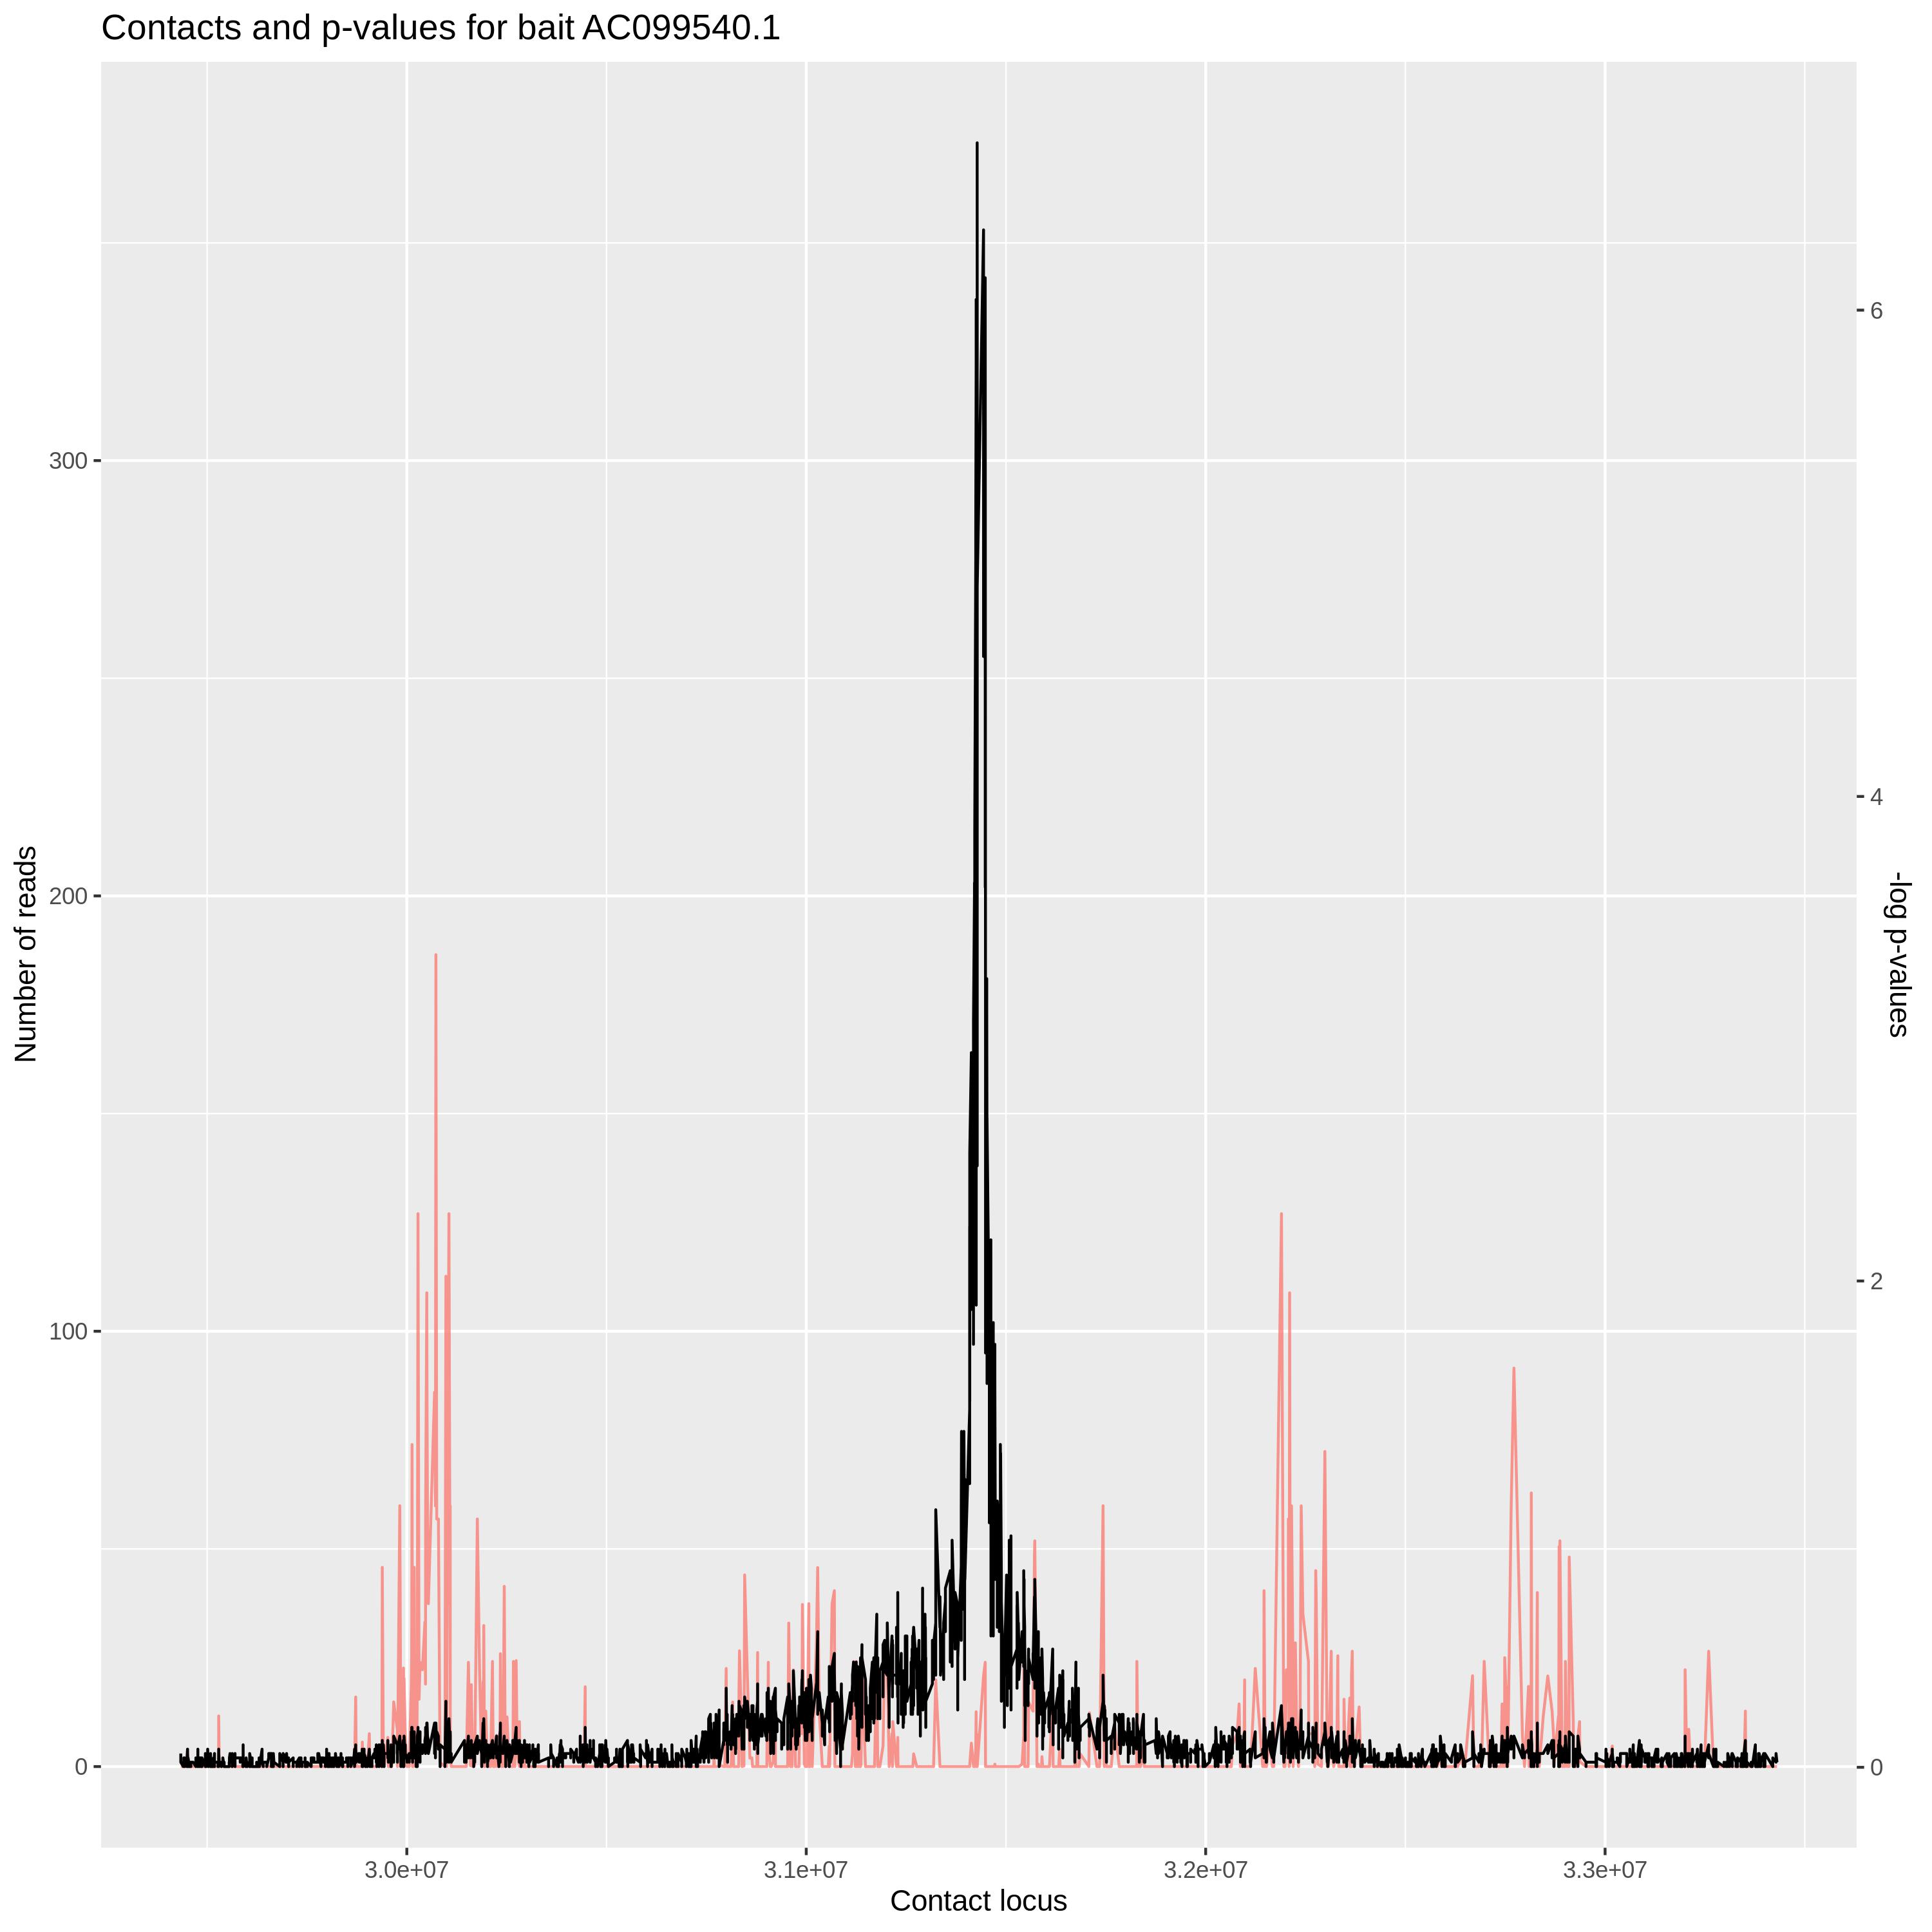 Contacts and p-values for bait AC099540.1
Number of reads
300
200
100
0
6
4
2
0
-log p-values
3.0e+07
3.1e+07
3.2e+07
3.3e+07
Contact locus